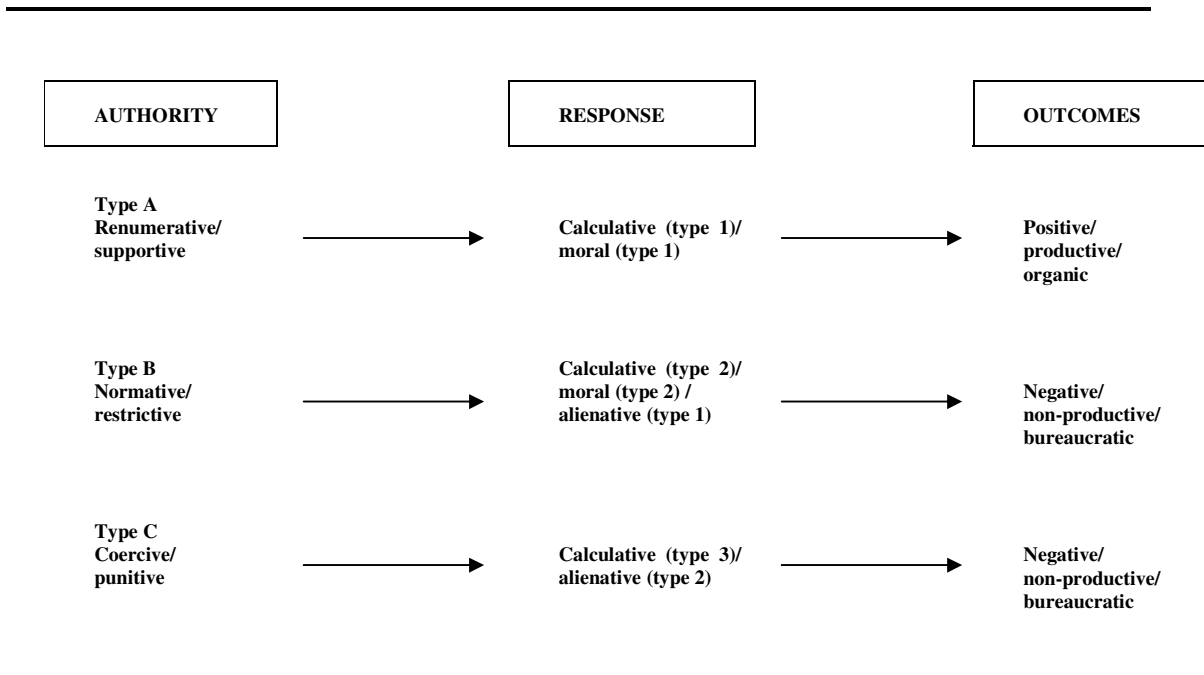 AUTHORITY
RESPONSE
OUTCOMES
Type A
Renumerative/
supportive
Calculative (type 1)/
moral (type 1)
Positive/
productive/
organic
Type B
Normative/
restrictive
Calculative (type 2)/
moral (type 2) /
alienative (type 1)
Negative/
non-productive/
bureaucratic
Type C
Coercive/
punitive
Calculative (type 3)/
alienative (type 2)
Negative/
non-productive/
bureaucratic